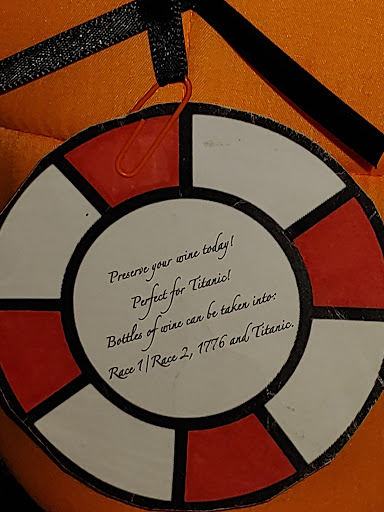 Preserve your wine today!
Perfect for Titanic!
Bottles of wine can be taken into:
Race 1|Race 2, 1776 and Titanic.